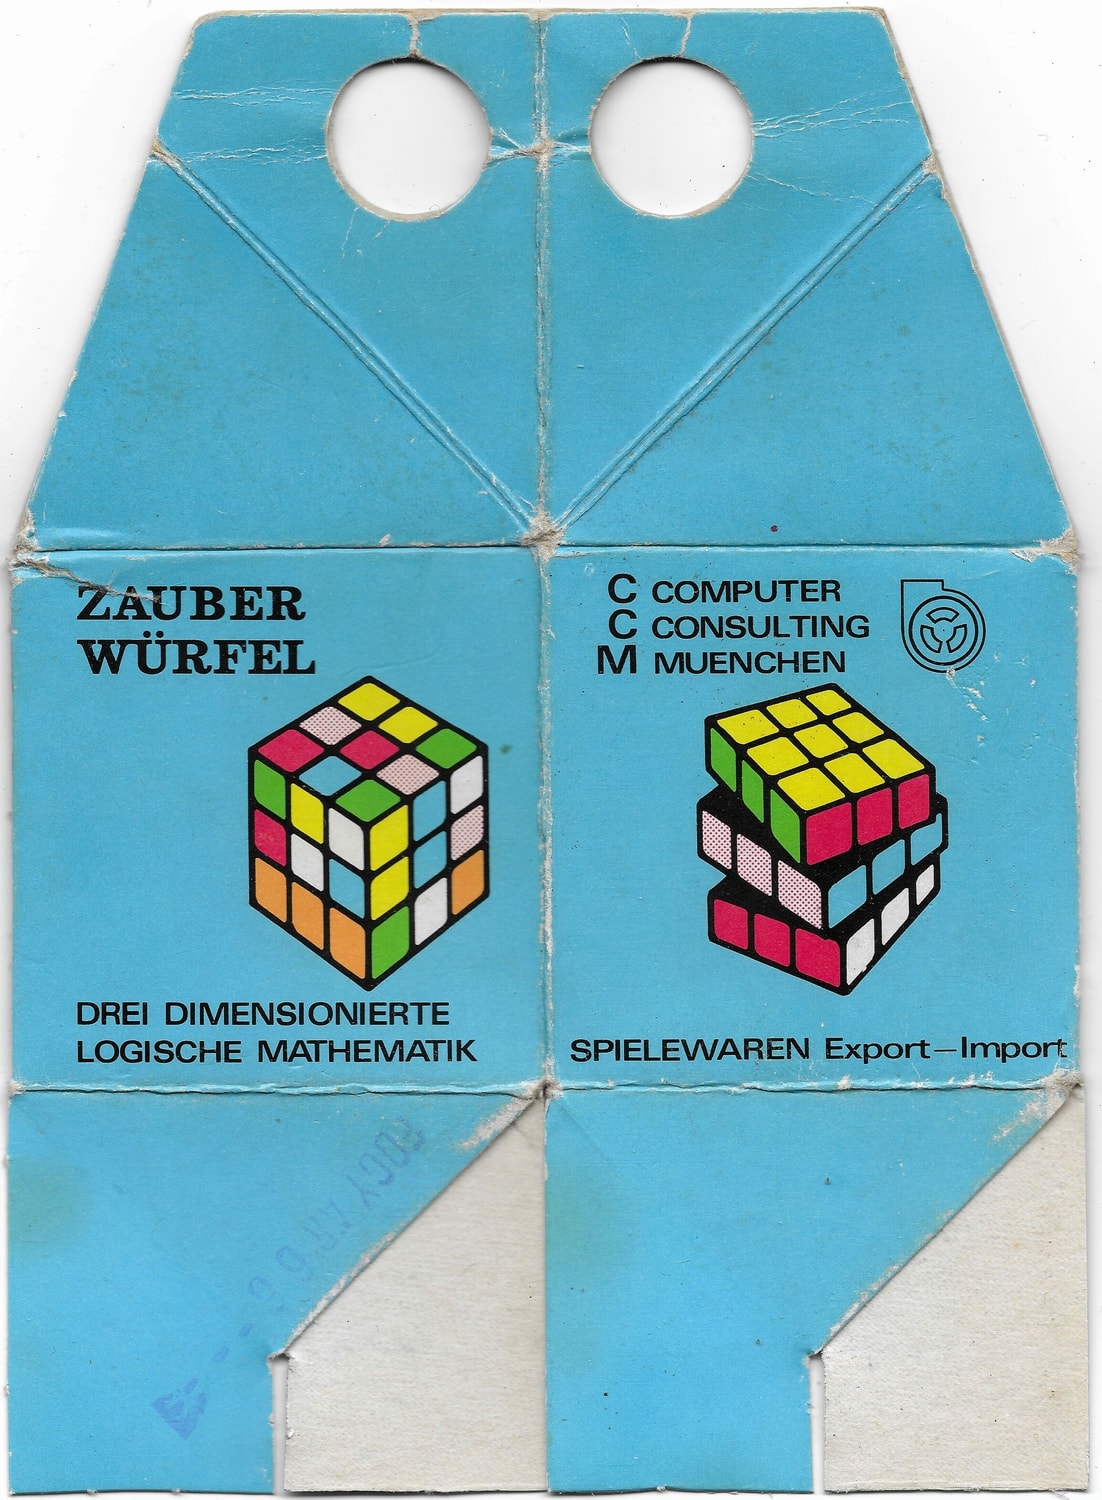 ZAUBER
WÜRFEL
DREI DIMENSIONIERTE
LOGISCHE MATHEMATIK
C COMPUTER
C CONSULTING
M MUENCHEN
SPIELEWAREN Export–Import